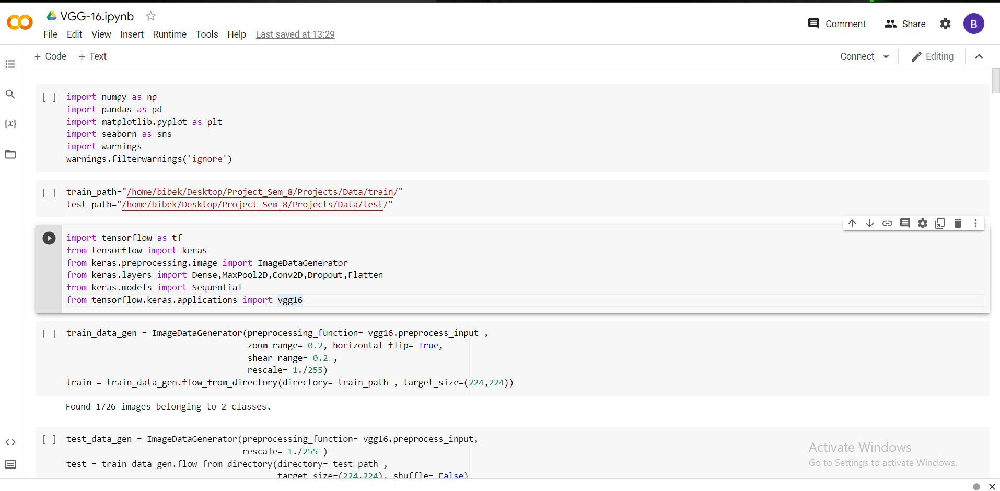 VGG-16.ipynb
File Edit View Insert Runtime Tools Help Last saved at 13:29
Comment Share B
+ Code + Text
Connect Editing
[ ] import numpy as np
import pandas as pd
import matplotlib.pyplot as plt
import seaborn as sns
import warnings
warnings.filterwarnings('ignore')
[ ] train_path="/home/bibek/Desktop/Project_Sem_8/Projects/Data/train/"
test_path="/home/bibek/Desktop/Project_Sem_8/Projects/Data/test/"
import tensorflow as tf
from tensorflow import keras
from keras.preprocessing.image import ImageDataGenerator
from keras.layers import Dense,MaxPool2D,Conv2D,Dropout,Flatten
from keras.models import Sequential
from tensorflow.keras.applications import vgg16
[ ] train_data_gen = ImageDataGenerator(preprocessing_function= vgg16.preprocess_input ,
zoom_range= 0.2, horizontal_flip= True,
shear_range= 0.2 ,
rescale= 1./255)
train = train_data_gen.flow_from_directory(directory= train_path , target_size=(224,224))
Found 1726 images belonging to 2 classes.
[ ] test_data_gen = ImageDataGenerator(preprocessing_function= vgg16.preprocess_input,
rescale= 1./255 )
test = train_data_gen.flow_from_directory(directory= test_path ,
target_size=(224,224), shuffle= False)
{x}
Activate Windows
Go to Settings to activate Windows.